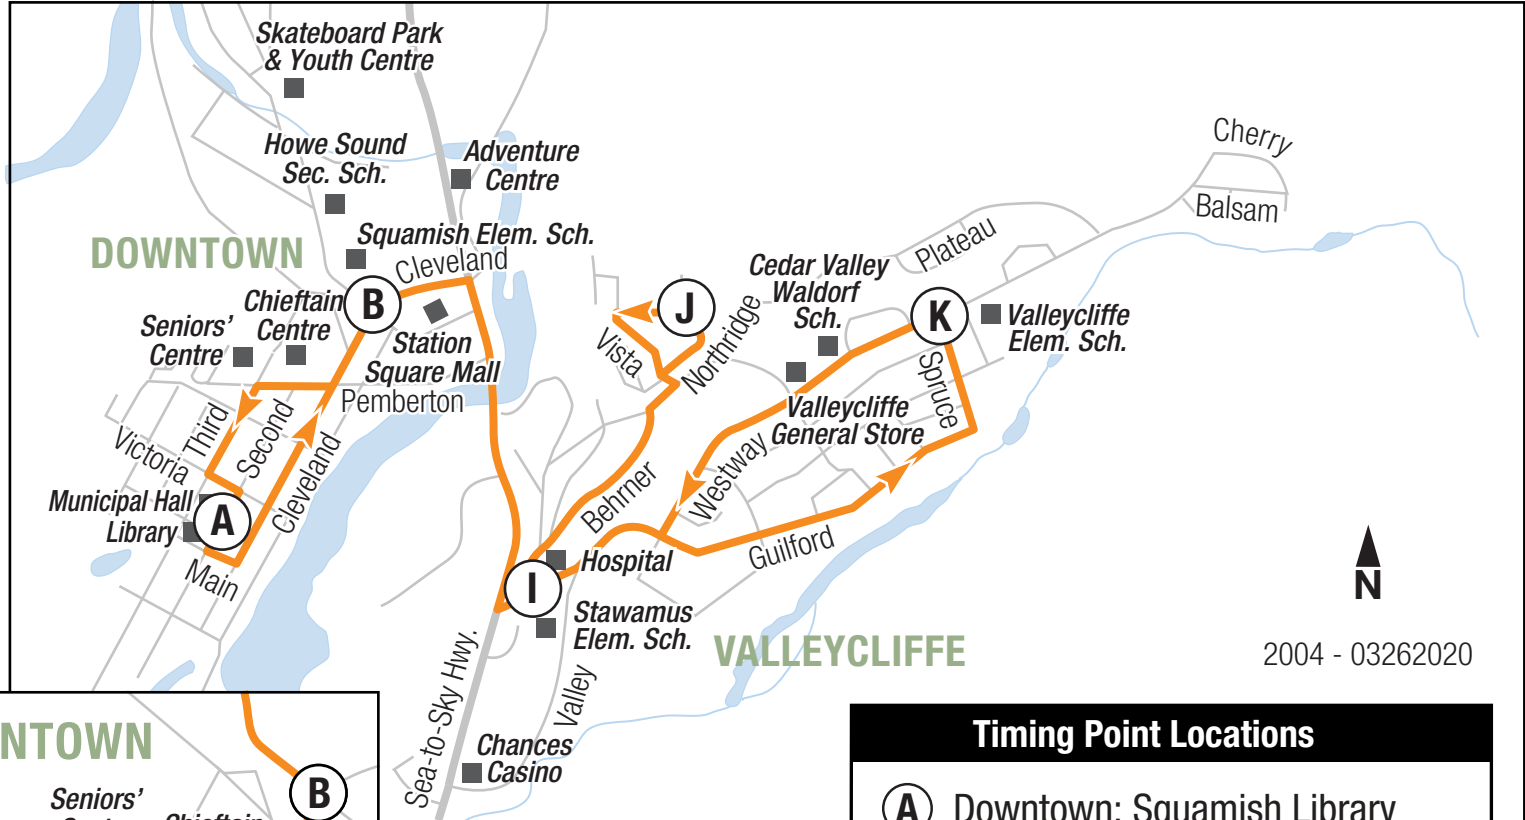 Skateboard Park
& Youth Centre
Howe Sound
Sec. Sch.
Adventure
Centre
Cherry
Balsam
DOWNTOWN
Squamish Elem. Sch.
Cleveland
Plateau
Cedar Valley
Waldorf
Sch.
Chieftain
Centre
B
J
K
Seniors'
Centre
Station
Square Mall
Vista
Northridge
Valleycliffe
Elem. Sch.
Spruce
Pemberton
Valleycliffe
General Store
Third
Second
Victoria
Cleveland
Westway
Municipal Hall
Library
A
Behrner
Guilford
Main
Hospital
I
Stawamus
Elem. Sch.
VALLEYCLIFFE
N
2004 - 03262020
Sea-to-Sky Hwy.
Valley
Chances
Casino
NTOWN
B
Seniors'
Chieftain
Timing Point Locations
A Downtown: Squamish Library